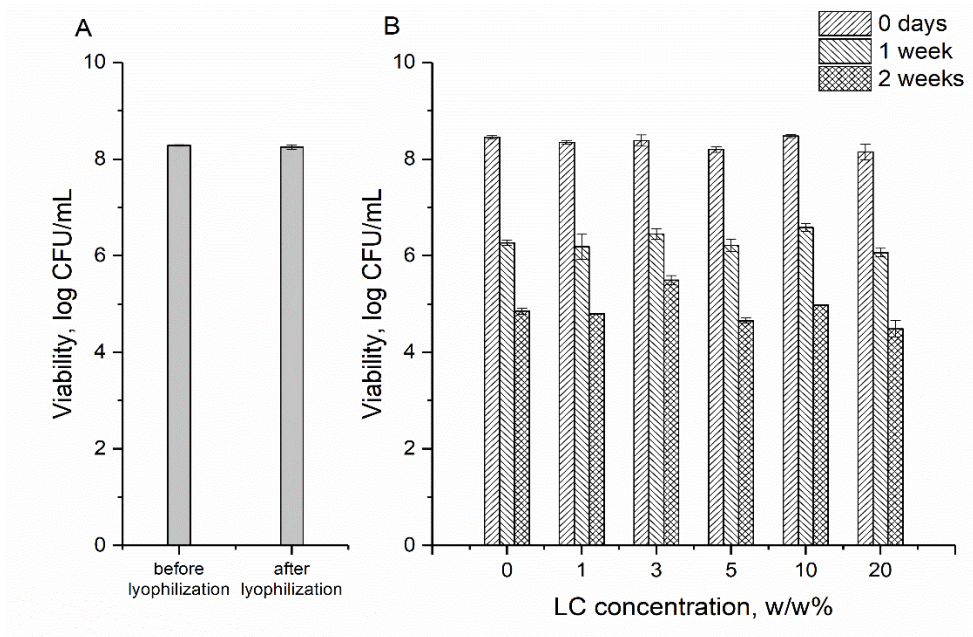 A
Viability, log CFU/mL
10
8
6
4
2
0
before
lyophilization
after
lyophilization
B
0 days
1 week
2 weeks
Viability, log CFU/mL
10
8
6
4
2
0
0 1 3 5 10 20
LC concentration, w/w%